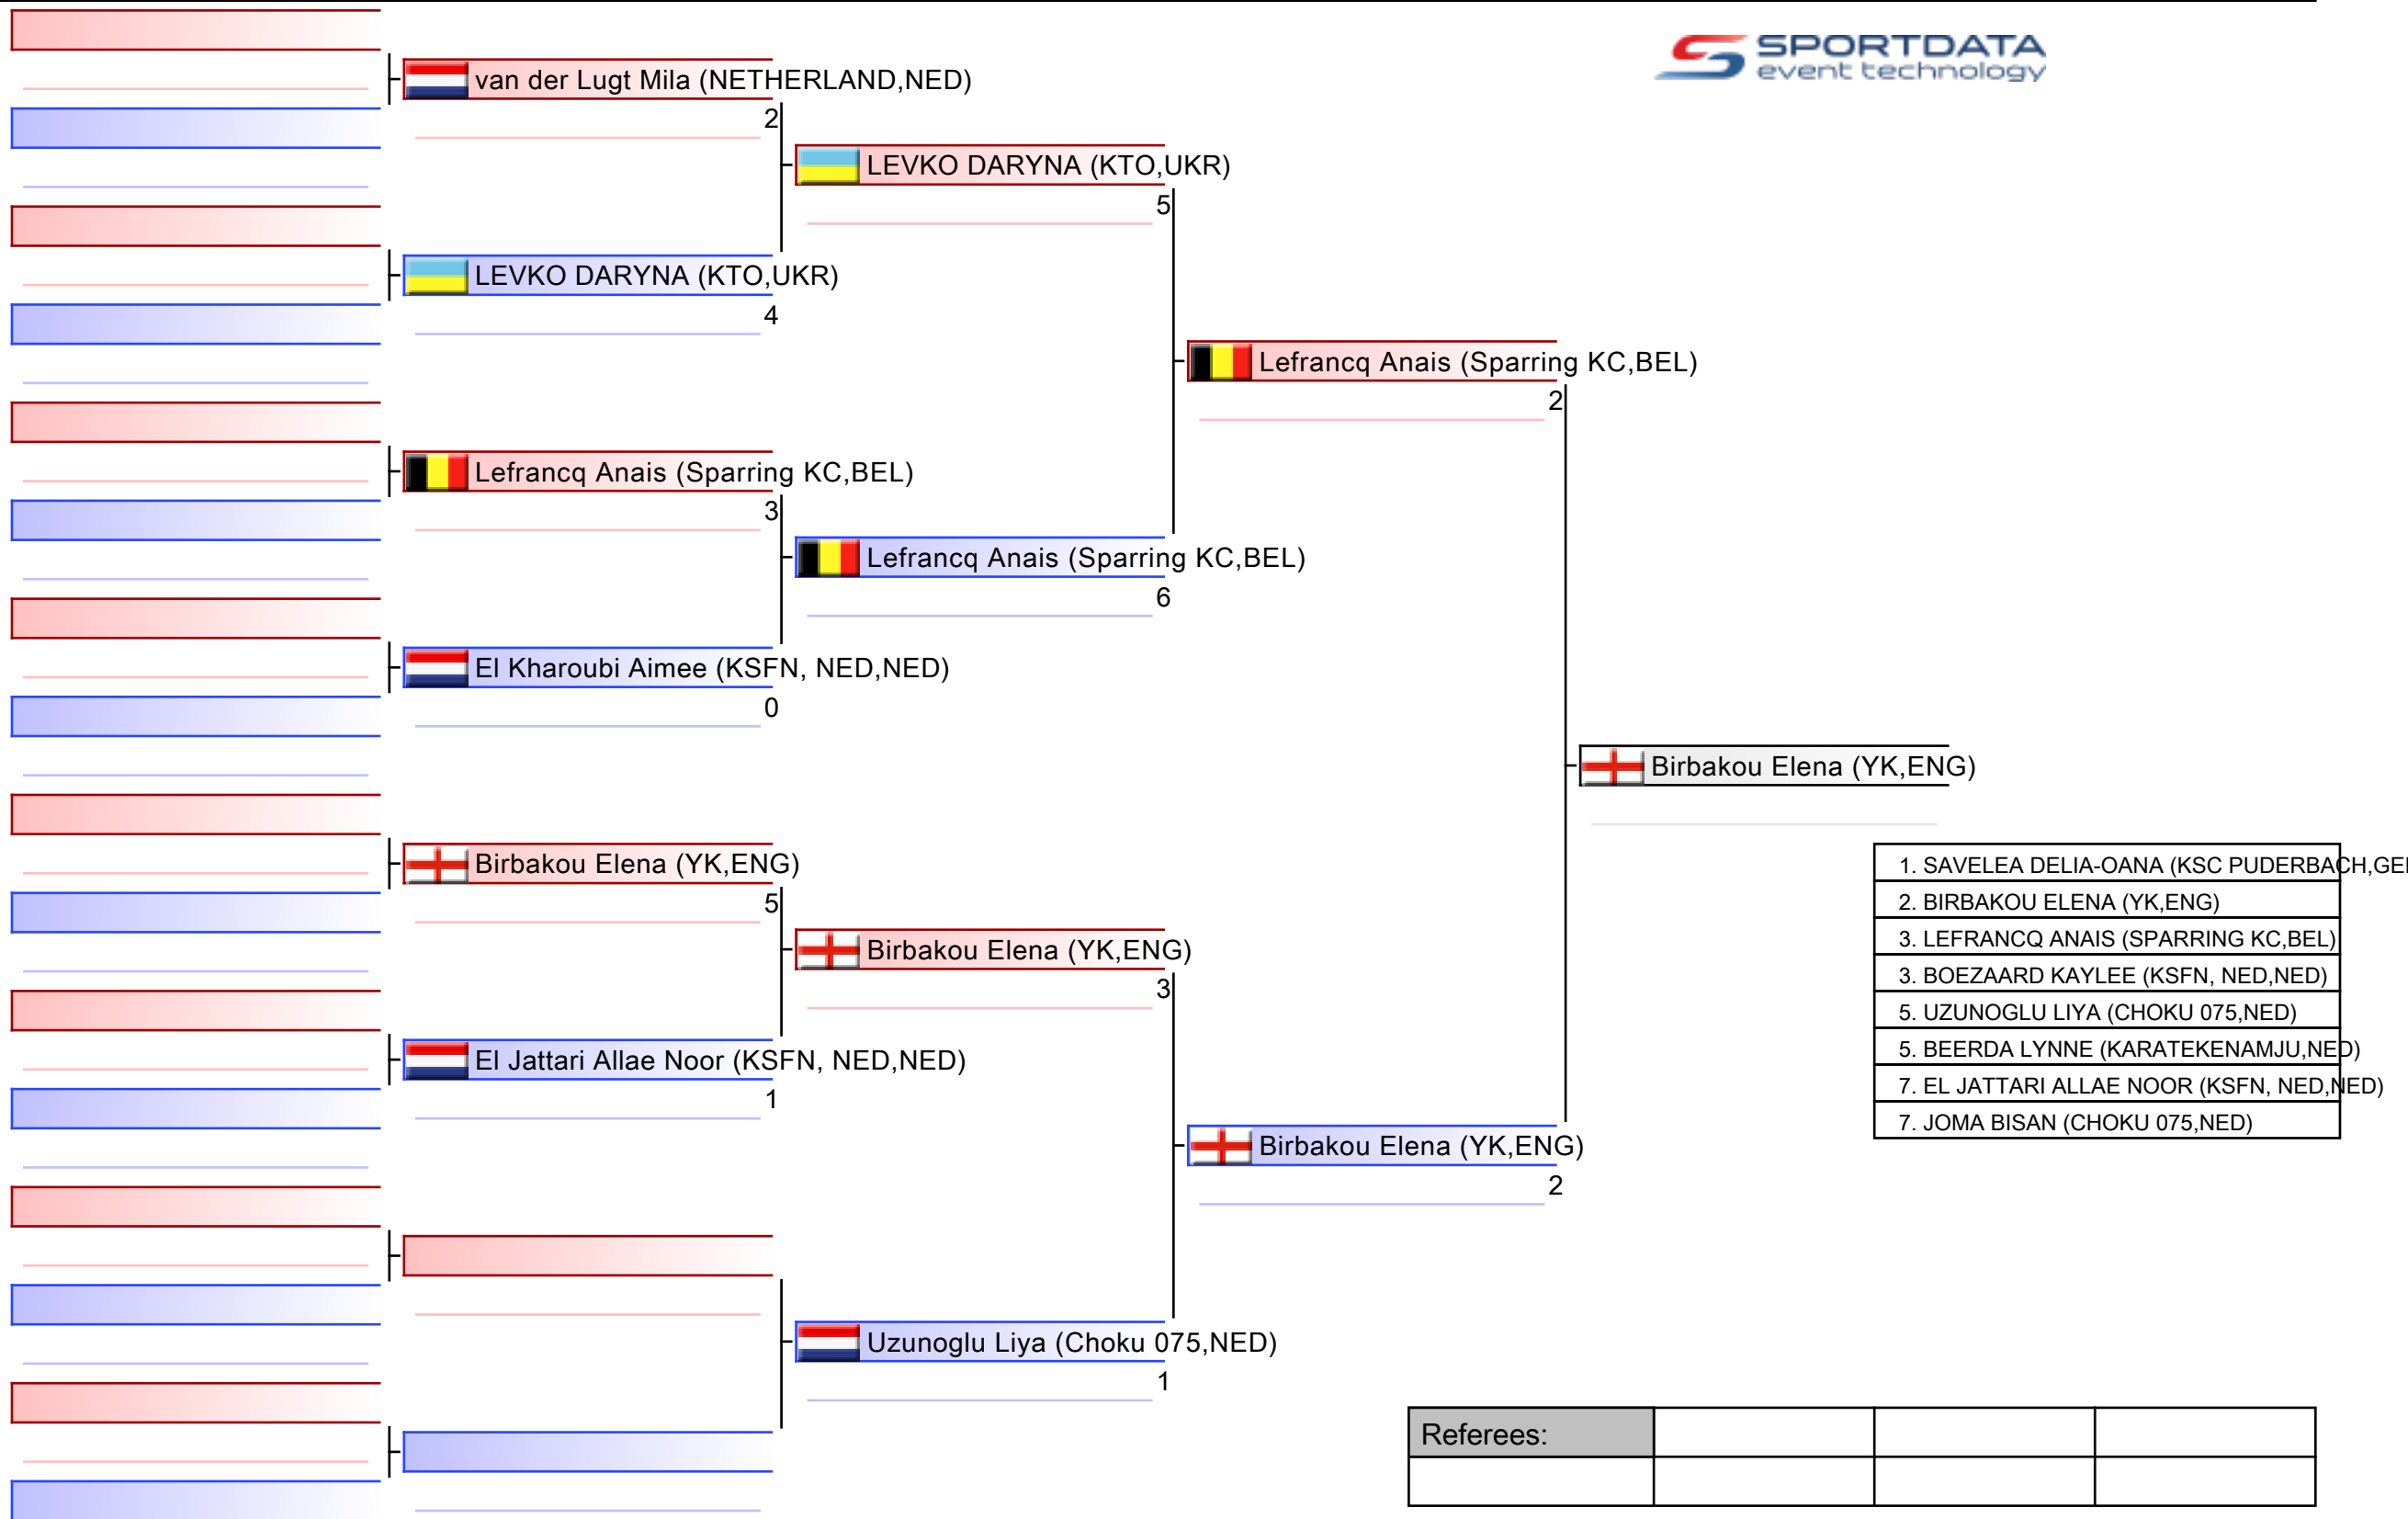 SPORTDATA
event technology
van der Lugt Mila (NETHERLAND,NED)
2
LEVKO DARYNA (KTO,UKR)
5
LEVKO DARYNA (KTO,UKR)
4
Lefrancq Anais (Sparring KC,BEL)
2
Lefrancq Anais (Sparring KC,BEL)
3
Lefrancq Anais (Sparring KC,BEL)
6
El Kharoubi Aimee (KSFN, NED,NED)
0
Birbakou Elena (YK,ENG)
Birbakou Elena (YK,ENG)
5
Birbakou Elena (YK,ENG)
3
El Jattari Allae Noor (KSFN, NED,NED)
1
Birbakou Elena (YK,ENG)
2
Uzunoglu Liya (Choku 075,NED)
1
1. SAVELEA DELIA-OANA (KSC PUDERBACH,GE
2. BIRBAKOU ELENA (YK,ENG)
3. LEFRANCQ ANAIS (SPARRING KC,BEL)
3. BOEZAARD KAYLEE (KSFN, NED,NED)
5. UZUNOGLU LIYA (CHOKU 075,NED)
5. BEERDA LYNNE (KARATEKENAMJU,NED)
7. EL JATTARI ALLAE NOOR (KSFN, NED,NED)
7. JOMA BISAN (CHOKU 075,NED)
Referees: